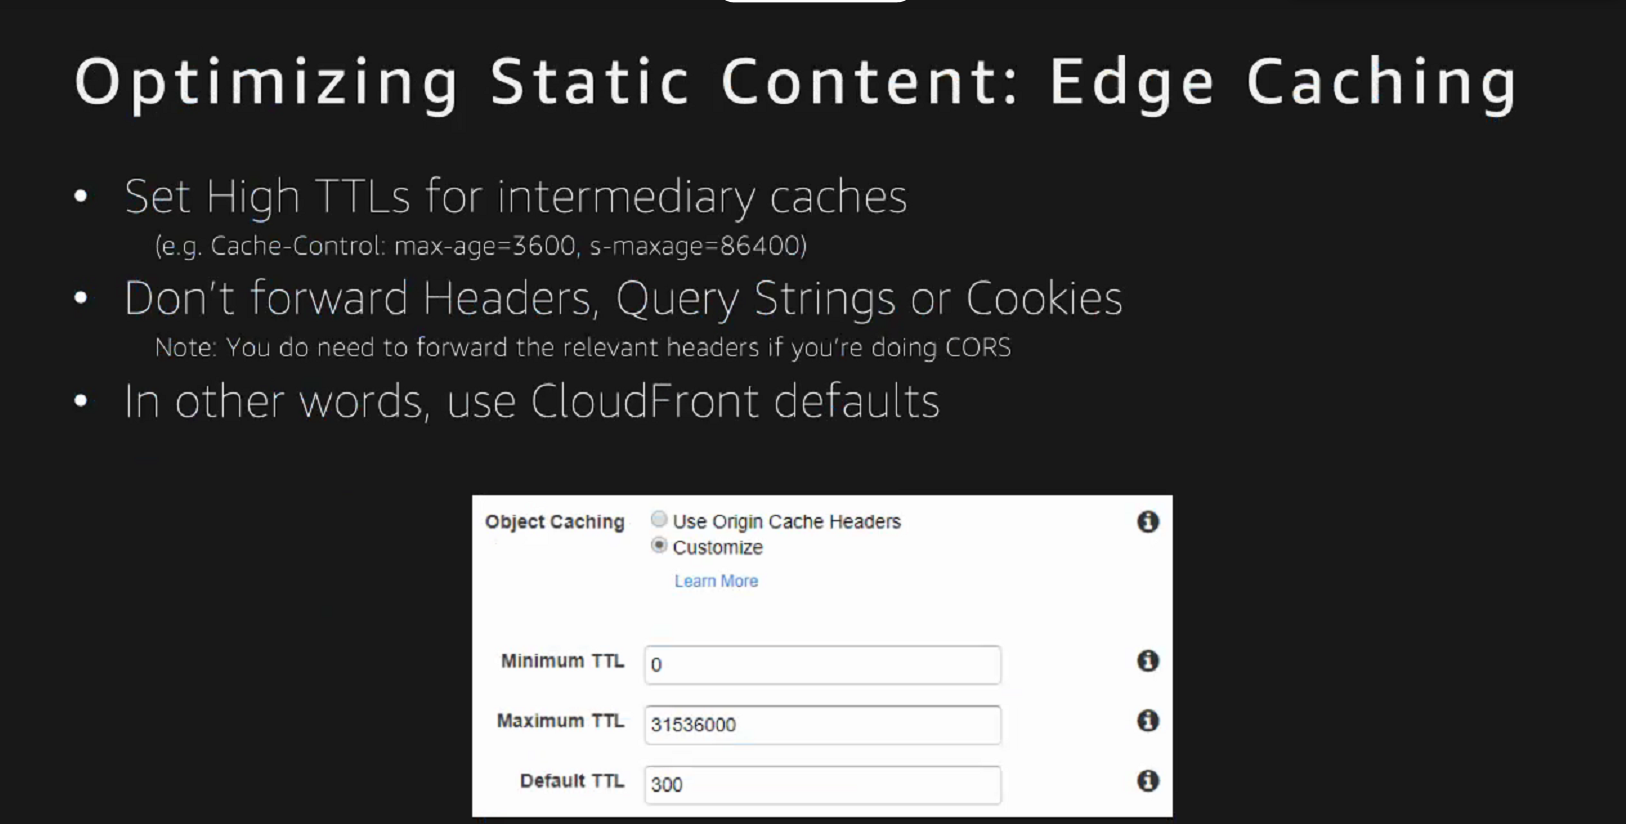 Optimizing Static Content: Edge Caching
• Set High TTLs for intermediary caches
(e.g. Cache-Control: max-age=3600, s-maxage=86400)
• Don't forward Headers, Query Strings or Cookies
Note: You do need to forward the relevant headers if you're doing CORS
• In other words, use CloudFront defaults
Object Caching Use Origin Cache Headers
Customize
Learn More
Minimum TTL 0
Maximum TTL 31536000
Default TTL 300